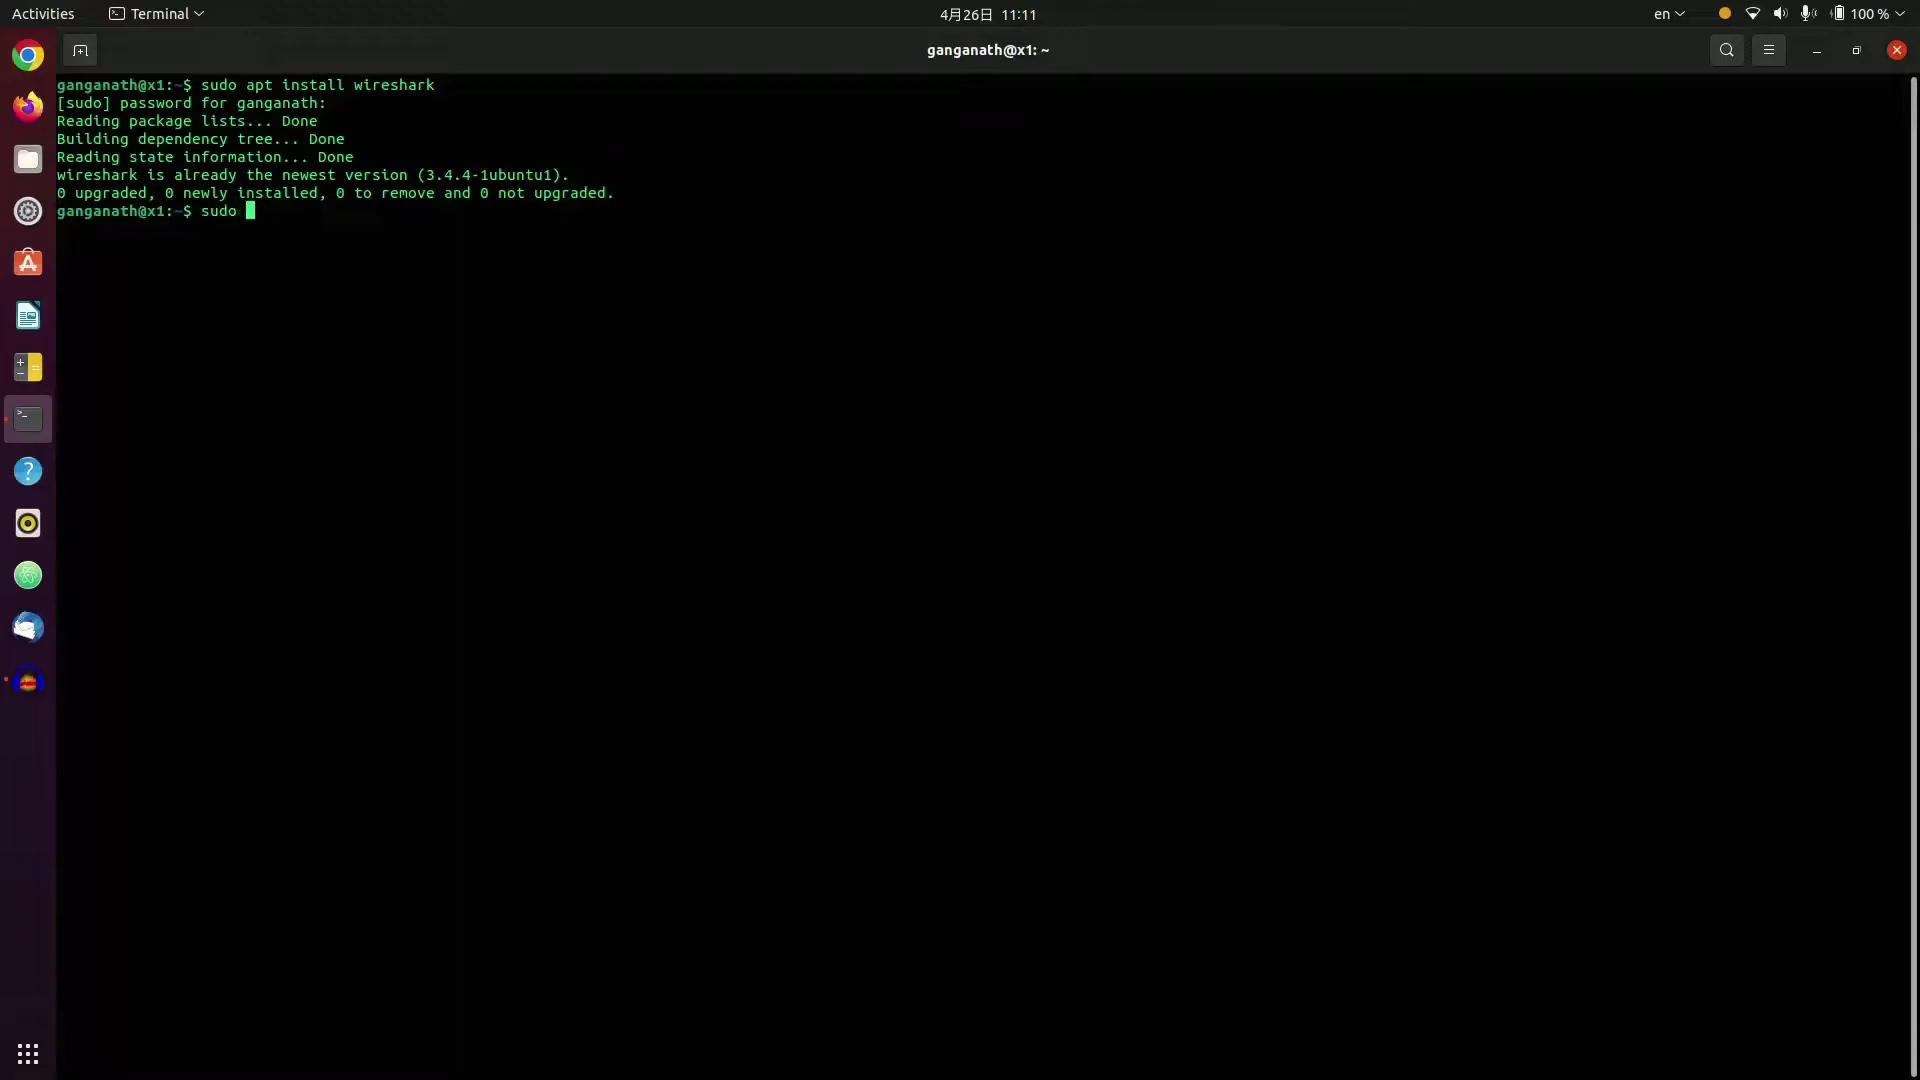 Activities Terminal 4月26日 11:11 en 100 %
ganganath@x1: ~
ganganath@x1:~$ sudo apt install wireshark
[sudo] password for ganganath:
Reading package lists... Done
Building dependency tree... Done
Reading state information... Done
wireshark is already the newest version (3.4.4-1ubuntu1).
0 upgraded, 0 newly installed, 0 to remove and 0 not upgraded.
ganganath@x1:~$ sudo